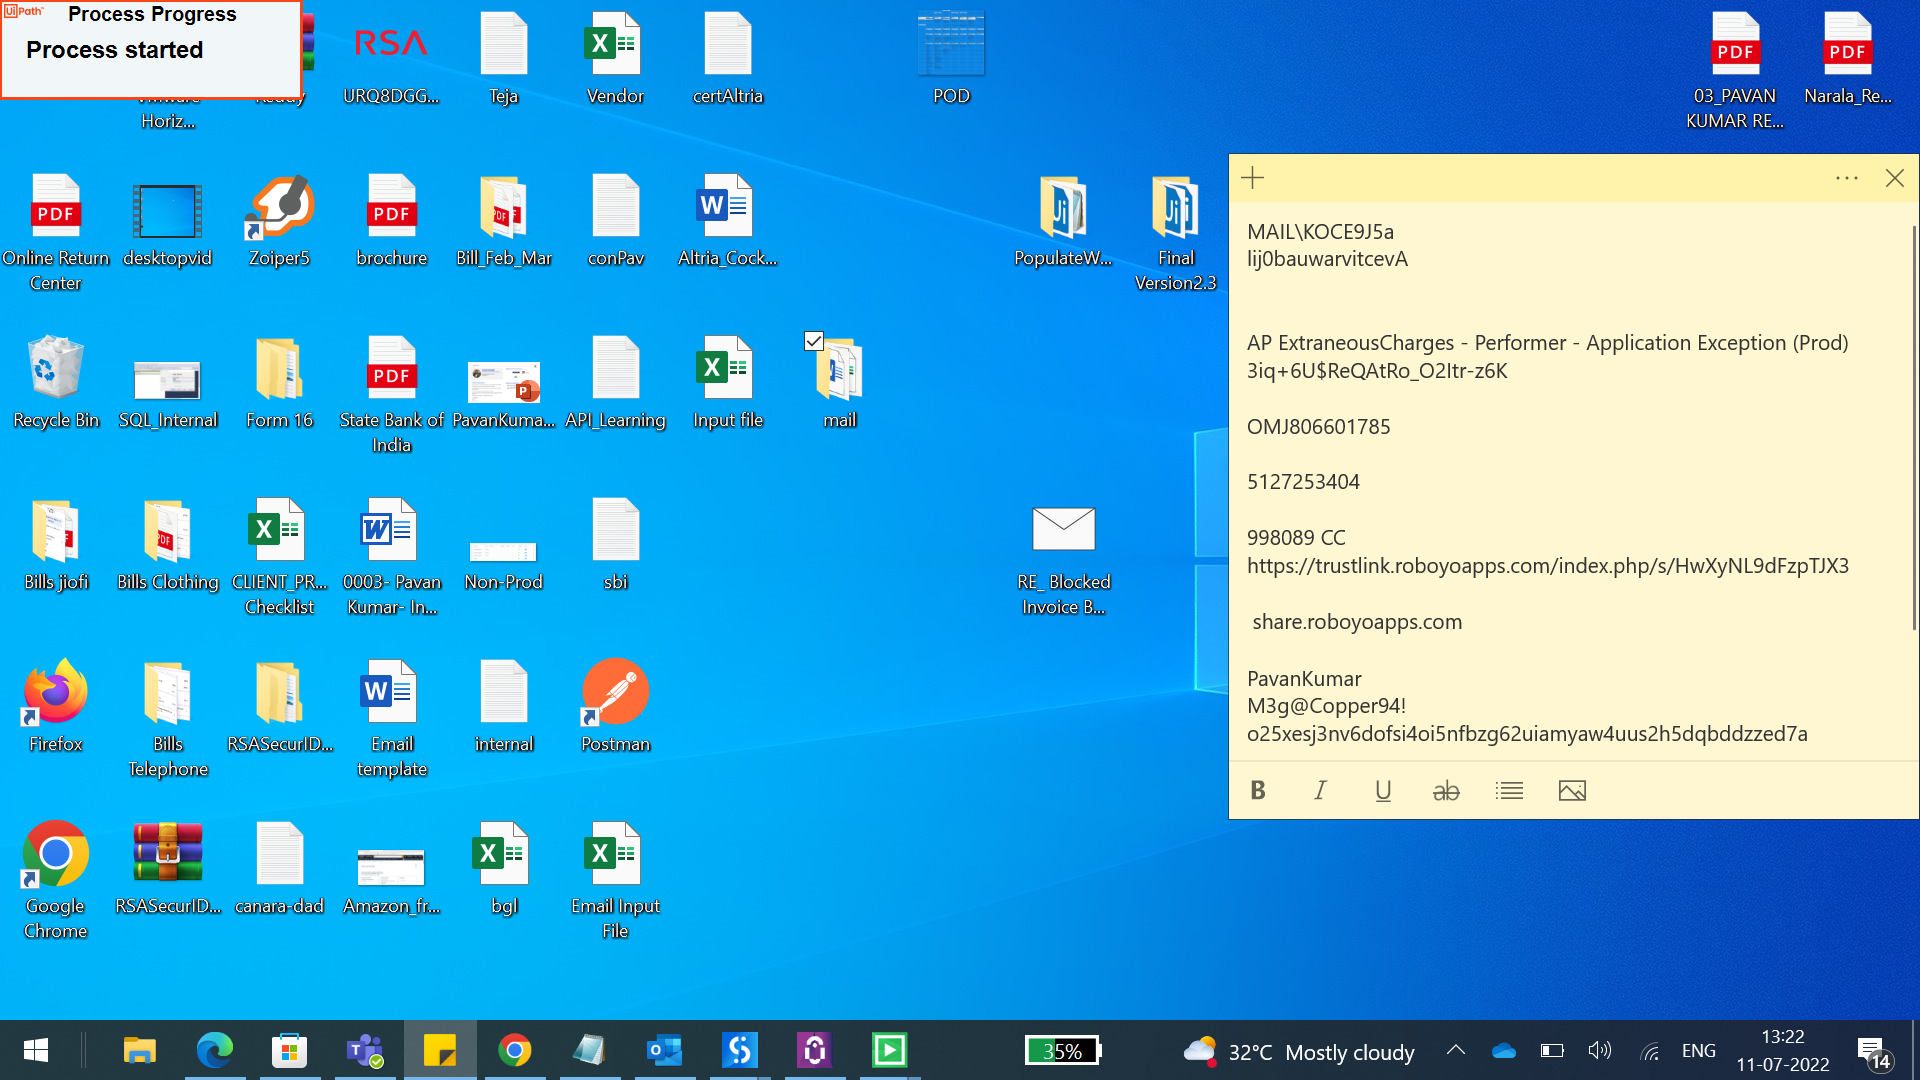 UiPath
Process Progress
Process started
Horiz...
URQ8DGG...
Teja
Vendor
certAltria
POD
03_PAVAN
KUMAR RE...
Narala_Re...
Online Return
Center
desktopvid
Zoiper5
brochure
Bill_Feb_Mar
conPav
Altria_Cock...
PopulateW...
Final
Version2.3
Recycle Bin
SQL_Internal
Form 16
State Bank of
India
PavanKuma...
API_Learning
Input file
mail
Bills jiofi
Bills Clothing
CLIENT_PR...
Checklist
0003- Pavan
Kumar- In...
Non-Prod
sbi
RE_ Blocked
Invoice B...
Firefox
Bills
Telephone
RSASecurID...
Email
template
internal
Postman
Google
Chrome
RSASecurID...
canara-dad
Amazon_fr...
bgl
Email Input
File
MAIL\KOCE9J5a
lij0bauwarvitcevA
AP ExtraneousCharges - Performer - Application Exception (Prod)
3iq+6U$ReQAtRo_O2Itr-z6K
OMJ806601785
5127253404
998089 CC
https://trustlink.roboyoapps.com/index.php/s/HwXyNL9dFzpTJX3
share.roboyoapps.com
PavanKumar
M3g@Copper94!
o25xesj3nv6dofsi4oi5nfbzg62uiamyaw4uus2h5dqbddzzed7a
35%
32°C Mostly cloudy
ENG
13:22
11-07-2022
14